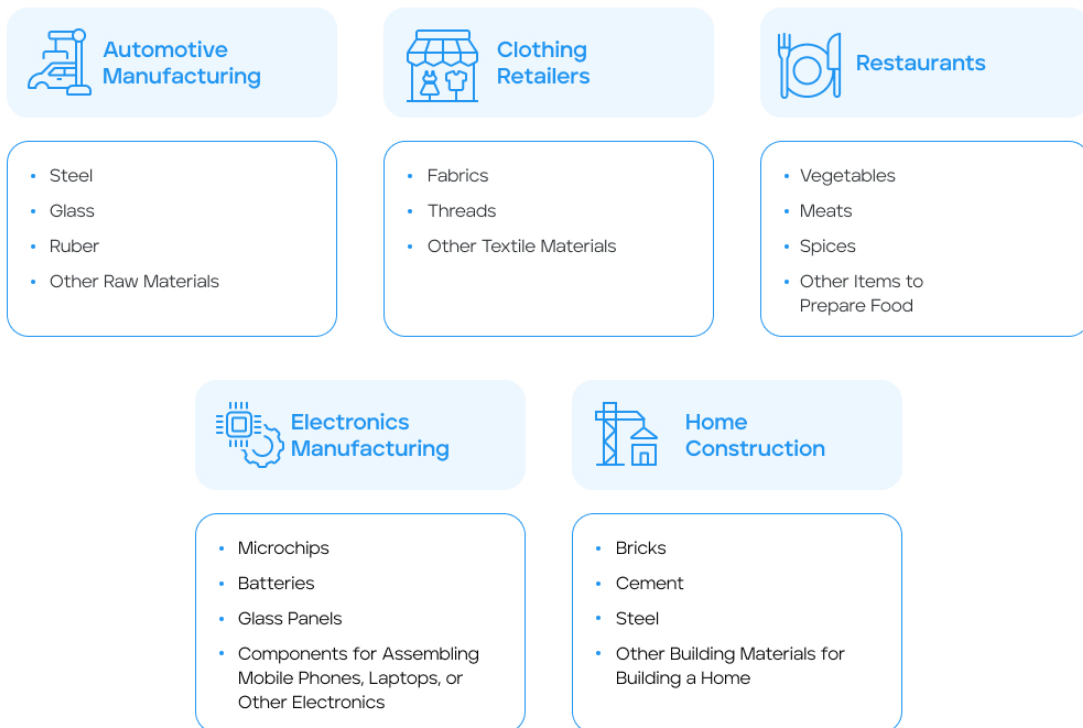 Automotive
Manufacturing
Steel
Glass
Ruber
Other Raw Materials
Clothing
Retailers
Fabrics
Threads
Other Textile Materials
Restaurants
Vegetables
Meats
Spices
Other Items to
Prepare Food
Electronics
Manufacturing
Microchips
Batteries
Glass Panels
Components for Assembling
Mobile Phones, Laptops, or
Other Electronics
Home
Construction
Bricks
Cement
Steel
Other Building Materials for
Building a Home